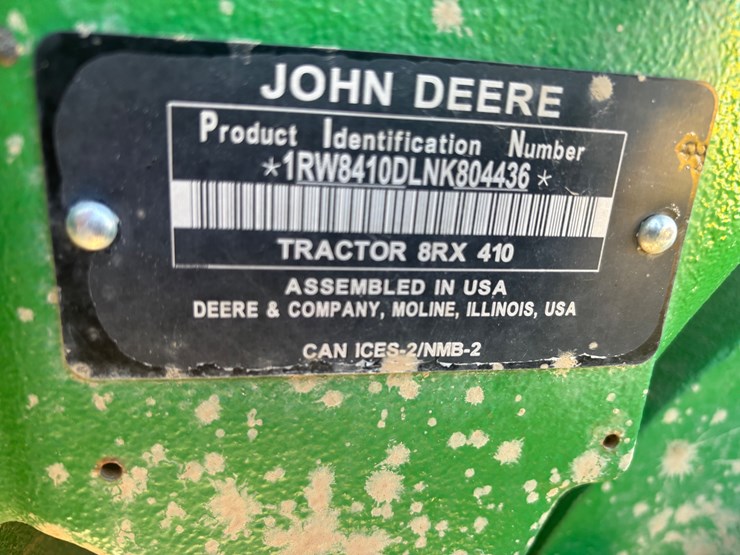 JOHN DEERE
Product Identification Number
*1RW8410DLNK804436*
TRACTOR 8RX 410
ASSEMBLED IN USA
DEERE & COMPANY, MOLINE, ILLINOIS, USA
CAN ICES-2/NMB-2